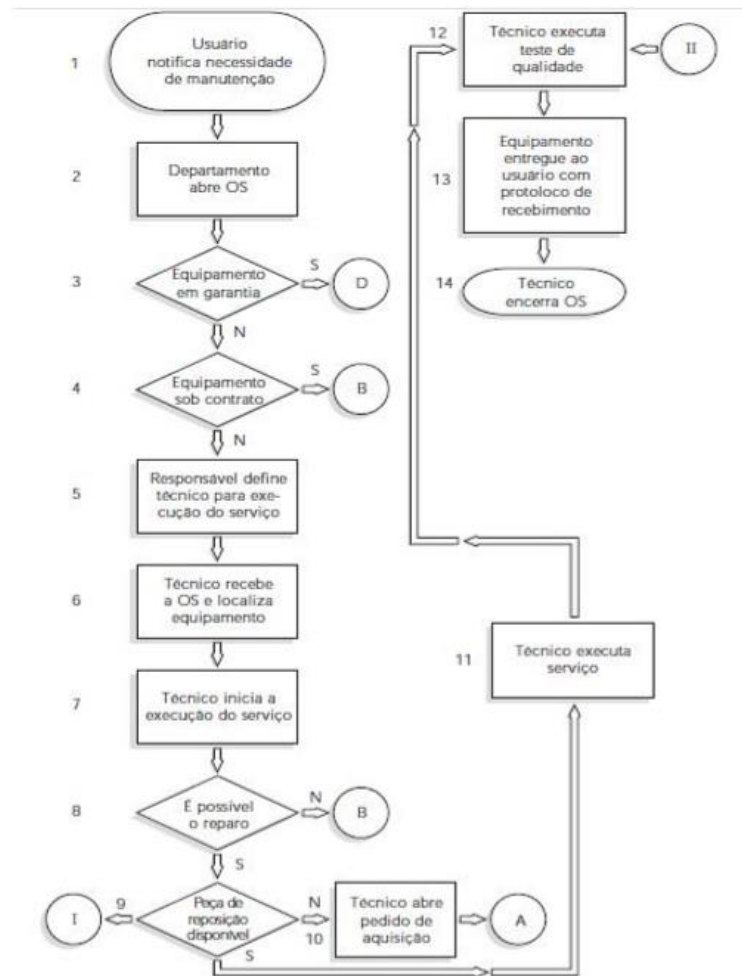 1
Usuário
notifica necessidade
de manutenção
2
Departamento
abre OS
3
Equipamento
em garantia
S
D
N
4
Equipamento
sob contrato
S
B
N
5
Responsável define
técnico para exe-
cução do serviço
6
Técnico recebe
a OS e localiza
equipamento
7
Técnico inicia a
execução do serviço
8
É possível
o reparo
N
B
S
I
9
Peça de
reposição
disponível
N
10
S
Técnico abre
pedido de
aquisição
A
11
Técnico executa
serviço
12
Técnico executa
teste de
qualidade
II
13
Equipamento
entregue ao
usuário com
protoloco de
recebimento
14
Técnico
encerra OS